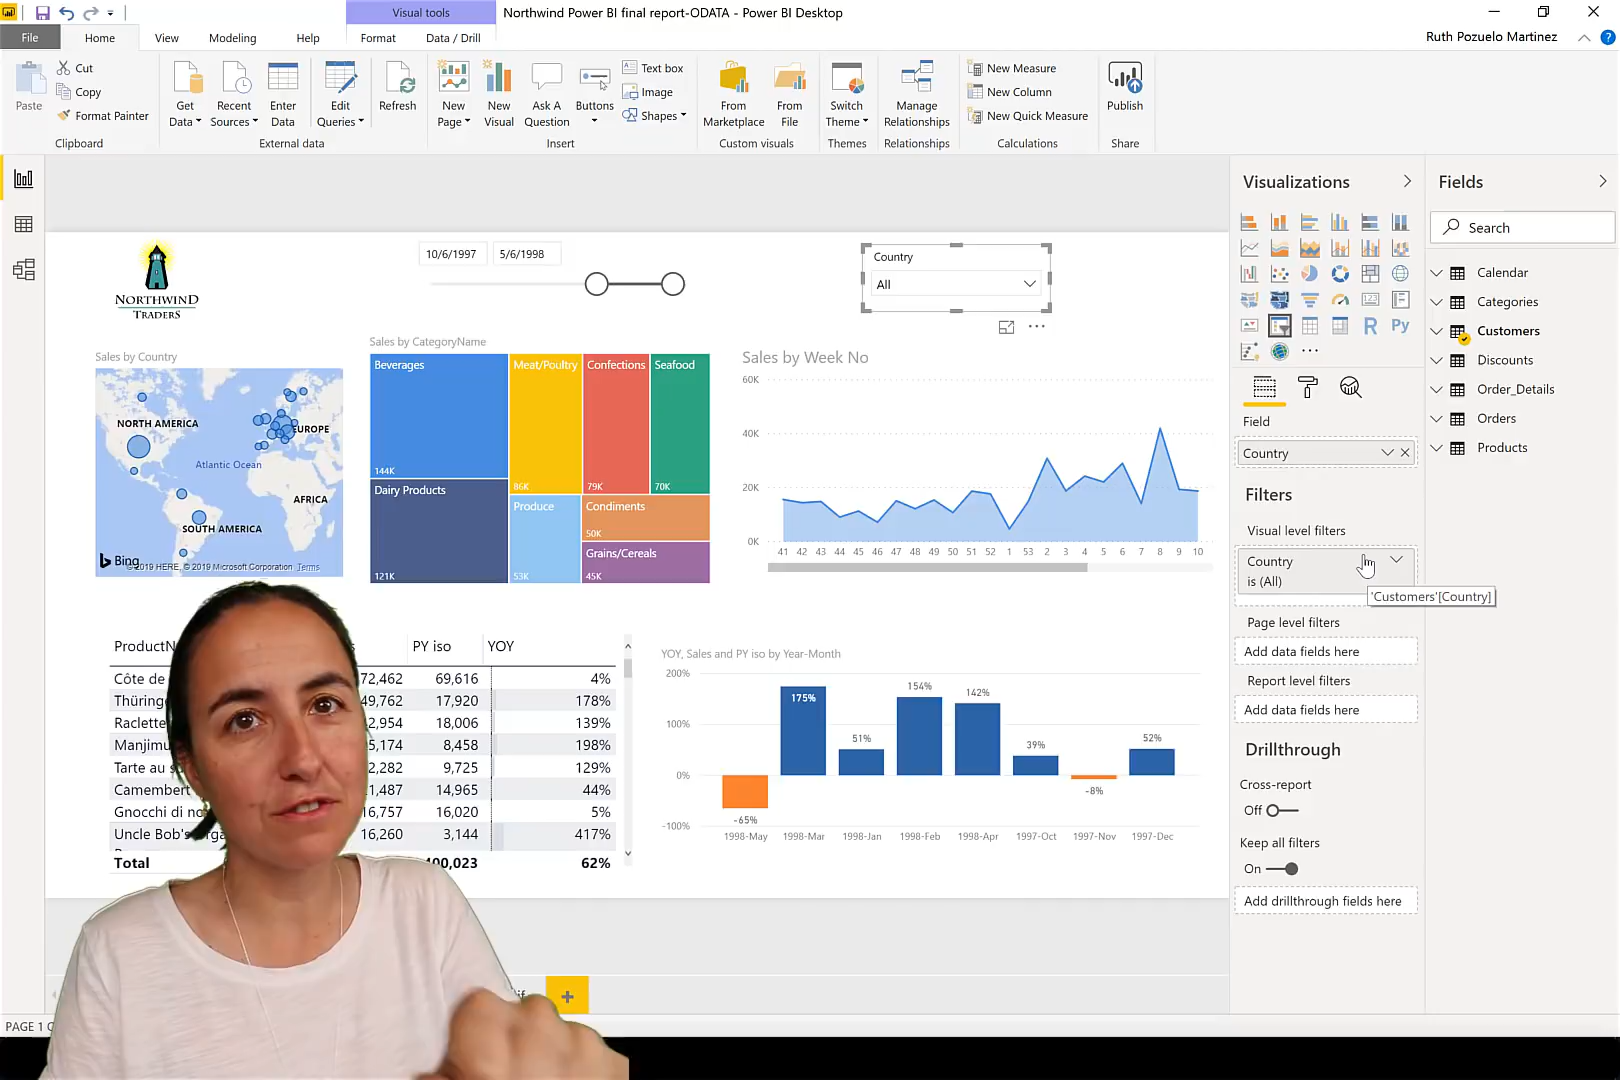 Visual tools
Northwind Power BI final report-ODATA - Power BI Desktop
File
Home
View
Modeling
Help
Format
Data / Drill
Ruth Pozuelo Martinez
?
Paste
Cut
Copy
Format Painter
Clipboard
Get
Data
Recent
Sources
Enter
Data
Edit
Queries
Refresh
External data
New
Page
New
Visual
Ask A
Question
Buttons
Text box
Image
Shapes
Insert
From
Marketplace
From
File
Custom visuals
Switch
Theme
Themes
Manage
Relationships
Relationships
New Measure
New Column
New Quick Measure
Calculations
Publish
Share
NORTHWIND
TRADERS
10/6/1997
5/6/1998
Country
All
Sales by Country
NORTH AMERICA
EUROPE
Atlantic Ocean
AFRICA
SOUTH AMERICA
Bing
© 2019 HERE, © 2019 Microsoft Corporation Terms
Sales by CategoryName
Beverages
144K
Dairy Products
121K
Meat/Poultry
86K
Confections
79K
Seafood
70K
Produce
53K
Condiments
50K
Grains/Cereals
45K
Sales by Week No
60K
40K
20K
0K
41 42 43 44 45 46 47 48 49 50 51 52 1 53 2 3 4 5 6 7 8 9 10
PY iso YOY
Côte de 72,462 69,616 4%
17,920 178%
Raclette 18,006 139%
8,458 198%
Tarte au 9,725 129%
Camembert 14,965 44%
Gnocchi di 16,757 16,020 5%
Uncle Bob's 16,260 3,144 417%
Total 62%
YOY, Sales and PY iso by Year-Month
200%
100%
0%
-100%
-65%
175%
51%
154%
142%
39%
-8%
52%
1998-May 1998-Mar 1998-Jan 1998-Feb 1998-Apr 1997-Oct 1997-Nov 1997-Dec
+
PAGE 1
Visualizations
R
Py
Field
Country
Filters
Visual level filters
Country
is (All)
'Customers'[Country]
Page level filters
Add data fields here
Report level filters
Add data fields here
Drillthrough
Cross-report
Off
Keep all filters
On
Add drillthrough fields here
Fields
Search
Calendar
Categories
Customers
Discounts
Order_Details
Orders
Products